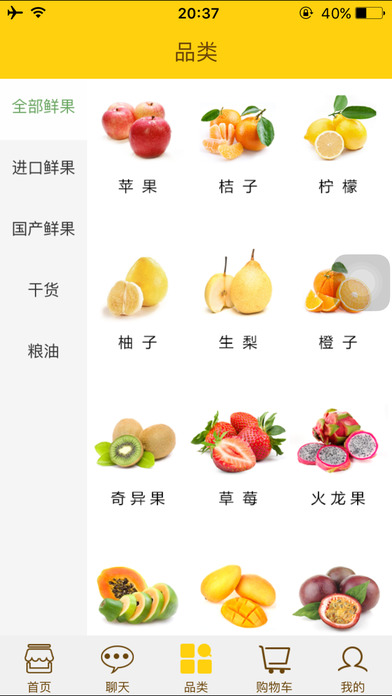 20:37
40%
品类
全部鲜果
进口鲜果
国产鲜果
干货
粮油
苹果
桔子
柠檬
柚子
生梨
橙子
奇异果
草莓
火龙果
首页
聊天
品类
购物车
我的